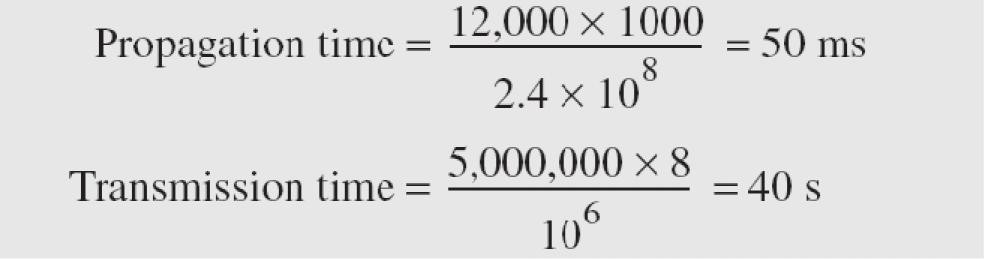 Propagation time = 12,000 × 1000 / 2.4 × 10^8 = 50 ms
Transmission time = 5,000,000 × 8 / 10^6 = 40 s